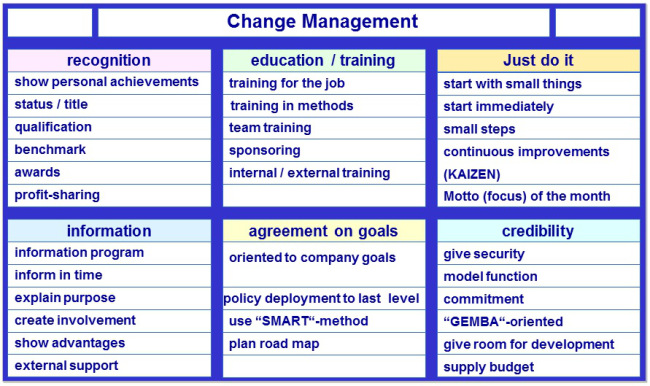 Change Management
recognition
show personal achievements
status / title
qualification
benchmark
awards
profit-sharing
education / training
training for the job
training in methods
team training
sponsoring
internal / external training
Just do it
start with small things
start immediately
small steps
continuous improvements
(KAIZEN)
Motto (focus) of the month
information
information program
inform in time
explain purpose
create involvement
show advantages
external support
agreement on goals
oriented to company goals
policy deployment to last level
use “SMART“-method
plan road map
credibility
give security
model function
commitment
“GEMBA“-oriented
give room for development
supply budget